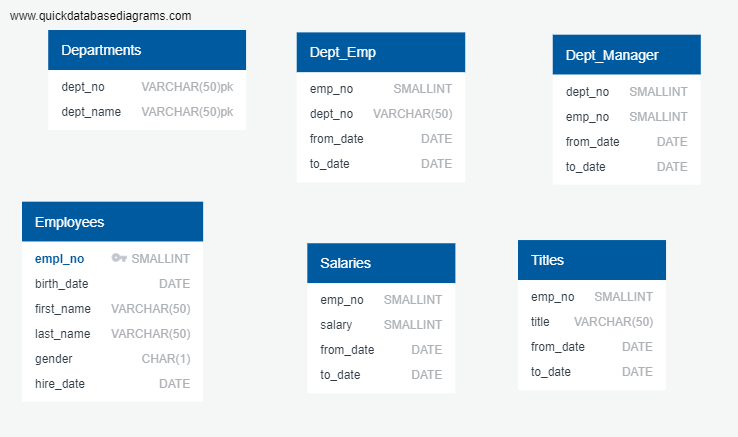 www.quickdatabasediagrams.com
Departments
dept_no VARCHAR(50)pk
dept_name VARCHAR(50)pk
Dept_Emp
emp_no SMALLINT
dept_no VARCHAR(50)
from_date DATE
to_date DATE
Dept_Manager
dept_no SMALLINT
emp_no SMALLINT
from_date DATE
to_date DATE
Employees
empl_no SMALLINT
birth_date DATE
first_name VARCHAR(50)
last_name VARCHAR(50)
gender CHAR(1)
hire_date DATE
Salaries
emp_no SMALLINT
salary SMALLINT
from_date DATE
to_date DATE
Titles
emp_no SMALLINT
title VARCHAR(50)
from_date DATE
to_date DATE